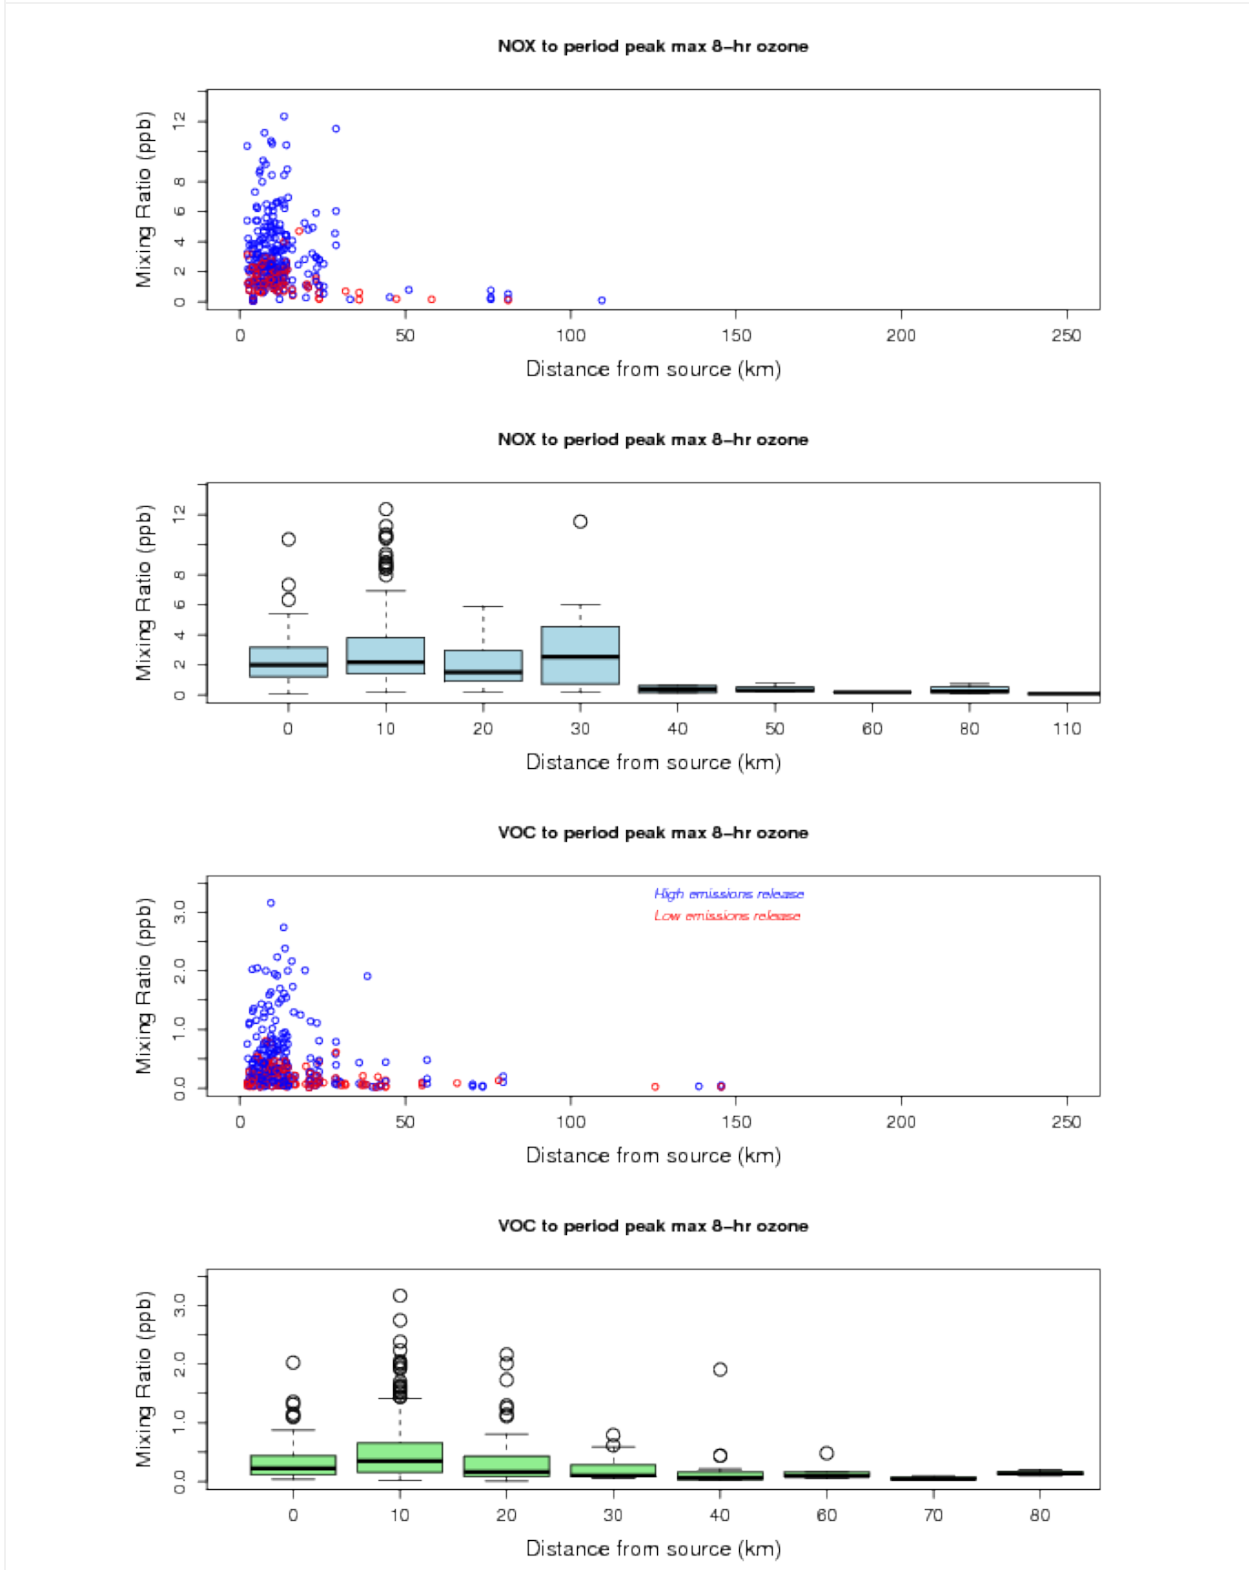 NOX to period peak max 8-hr ozone
Mixing Ratio (ppb)
12
8
6
4
2
0
0 50 100 150 200 250
Distance from source (km)
NOX to period peak max 8-hr ozone
Mixing Ratio (ppb)
12
8
6
4
2
0
0 10 20 30 40 50 60 80 110
Distance from source (km)
VOC to period peak max 8-hr ozone
Mixing Ratio (ppb)
High emissions release
Low emissions release
3.0
2.0
1.0
0.0
0 50 100 150 200 250
Distance from source (km)
VOC to period peak max 8-hr ozone
Mixing Ratio (ppb)
3.0
2.0
1.0
0.0
0 10 20 30 40 60 70 80
Distance from source (km)